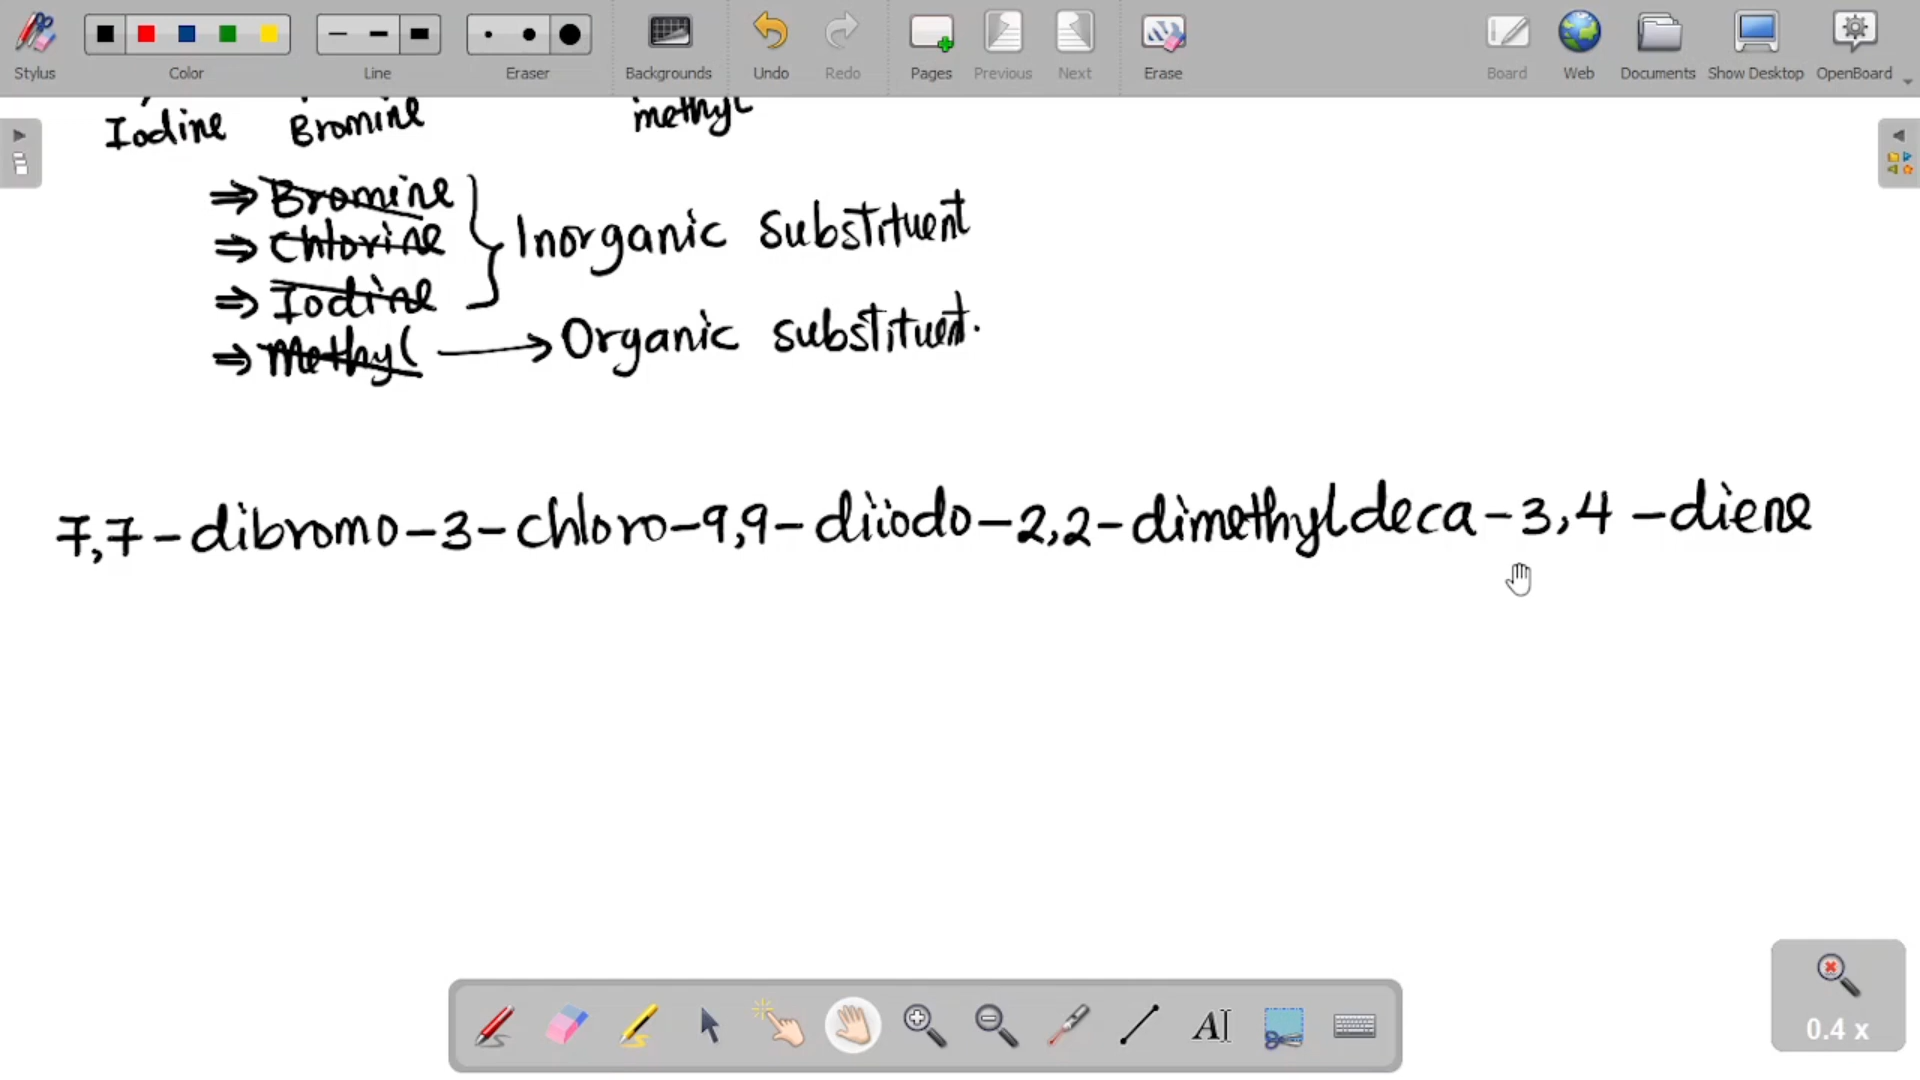 Stylus Color Line Eraser Backgrounds Undo Redo Pages Previous Next Erase Board Web Documents Show Desktop OpenBoard
Iodine Bromine methyl
⇒ Bromine
⇒ Chlorine
⇒ Iodine
} Inorganic Substituent
⇒ Methyl → Organic substituent.
7,7-dibromo-3-chloro-9,9-diiodo-2,2-dimethyldeca-3,4-diene
0.4 x